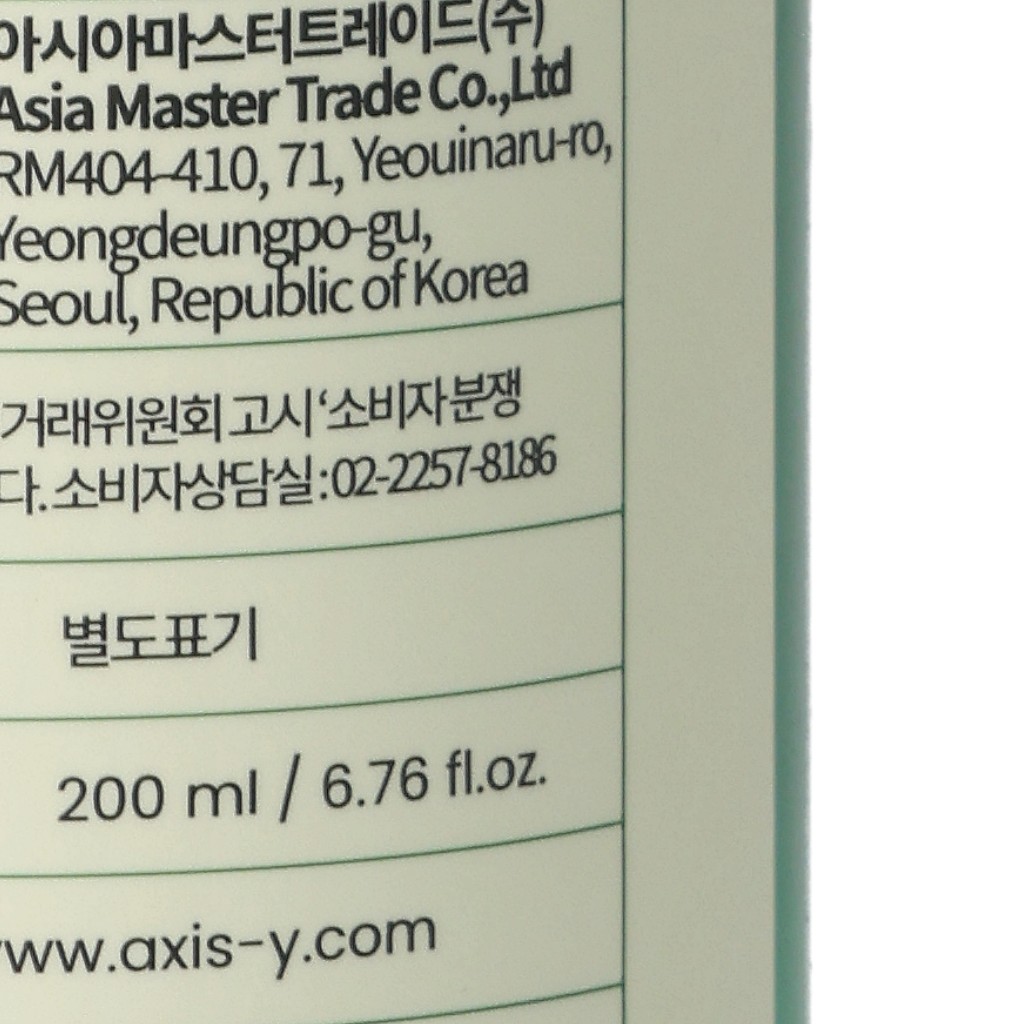 아시아마스터트레이드(주)
Asia Master Trade Co.,Ltd
RM404-410, 71, Yeouinaru-ro,
Yeongdeungpo-gu,
Seoul, Republic of Korea
거래위원회 고시 ‘소비자분쟁
다. 소비자상담실 : 02-2257-8186
별도표기
200 ml / 6.76 fl.oz.
www.axis-y.com